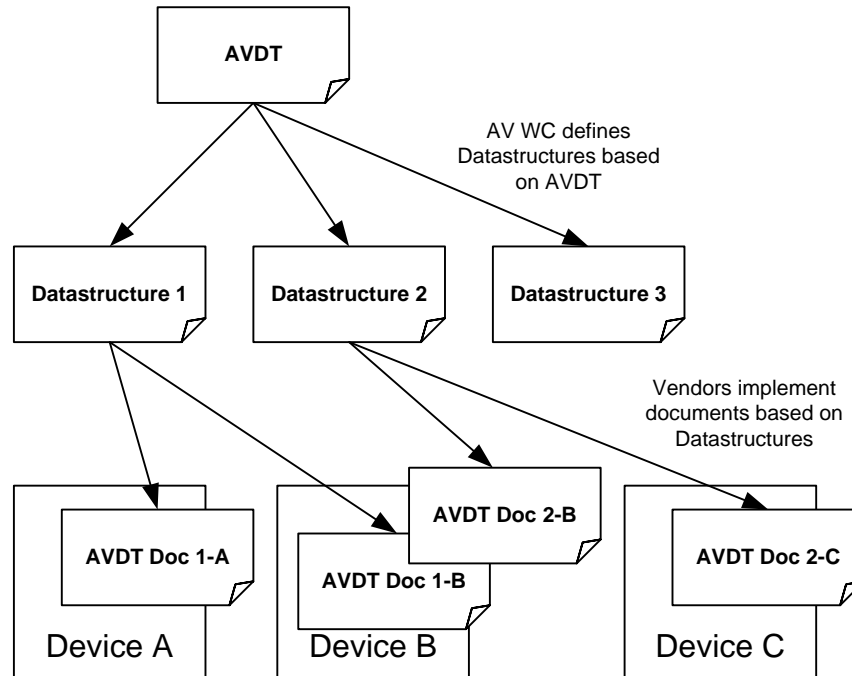 AVDT
AV WC defines
Datastructures based
on AVDT
Datastructure 1
Datastructure 2
Datastructure 3
Vendors implement
documents based on
Datastructures
AVDT Doc 2-B
AVDT Doc 1-A
AVDT Doc 1-B
AVDT Doc 2-C
Device A
Device B
Device C